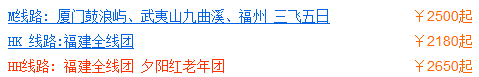 M线路: 厦门鼓浪屿、武夷山九曲溪、福州 三飞五日 ￥2500起
HK 线路:福建全线团 ￥2180起
HH线路: 福建全线团 夕阳红老年团 ￥2650起